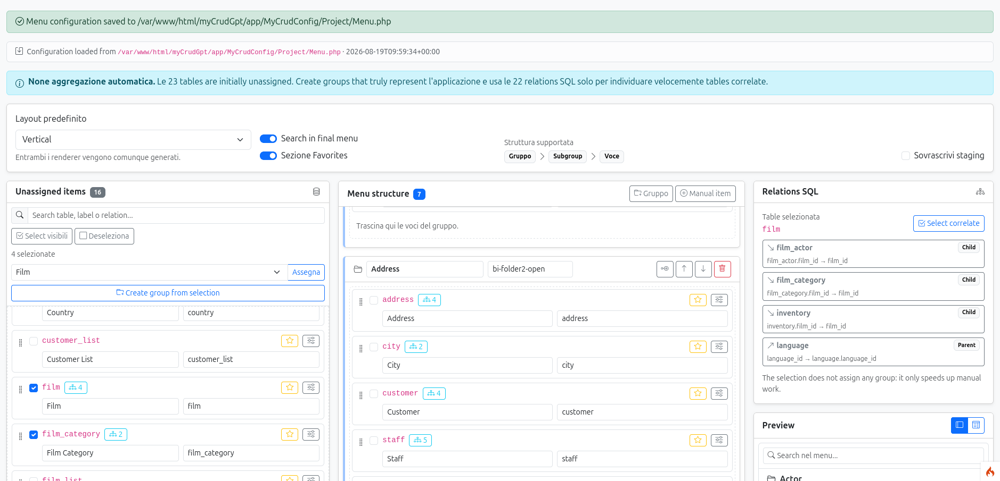 Menu configuration saved to /var/www/html/myCrudGpt/app/MyCrudConfig/Project/Menu.php
Configuration loaded from /var/www/html/myCrudGpt/app/MyCrudConfig/Project/Menu.php · 2026-08-19T09:59:34+00:00
None aggregazione automatica. Le 23 tables are initially unassigned. Create groups that truly represent l'applicazione e usa le 22 relations SQL solo per individuare velocemente tables correlate.
Layout predefinito
Vertical
Entrambi i renderer vengono comunque generati.
Search in final menu
Sezione Favorites
Struttura supportata
Gruppo > Subgroup > Voce
Sovrascrivi staging
Unassigned items 16
Search table, label o relation...
Select visibili
Deseleziona
4 selezionate
Film
Assegna
Create group from selection
Country
country
customer_list
Customer List
customer_list
film 4
Film
film
film_category 2
Film Category
film_category
film_list
Menu structure 7
Gruppo
Manual item
Trascina qui le voci del gruppo.
Address
bi-folder2-open
address 4
Address
address
city 2
City
city
customer 4
Customer
customer
staff 5
Staff
staff
Relations SQL
Table selezionata
film
Select correlate
film_actor
Child
film_actor.film_id → film_id
film_category
Child
film_category.film_id → film_id
inventory
Child
inventory.film_id → film_id
language
Parent
language_id → language.language_id
The selection does not assign any group: it only speeds up manual
work.
Preview
Search nel menu...
Actor